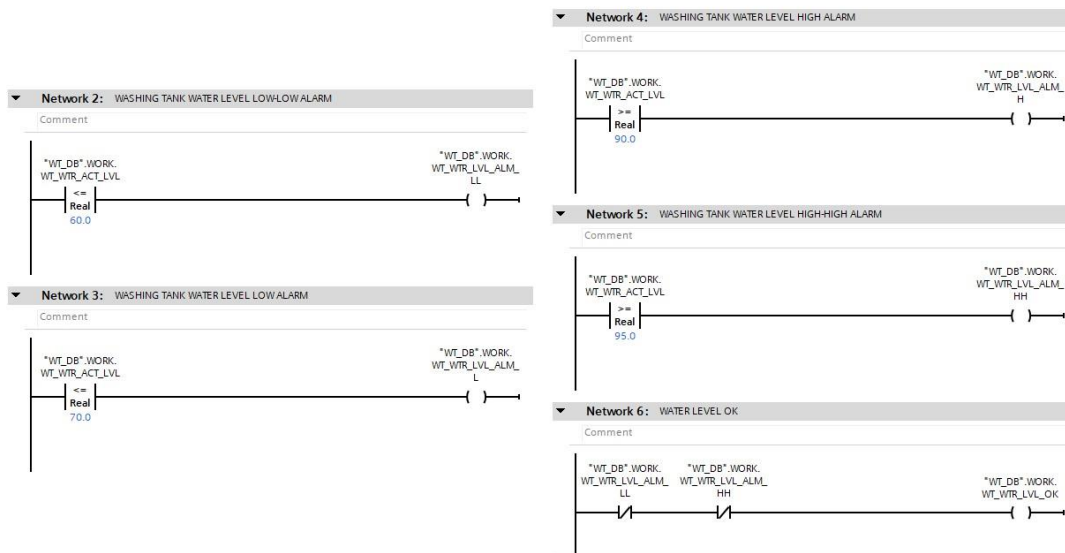 Network 2: WASHING TANK WATER LEVEL LOW-LOW ALARM
Comment
"WT_DB".WORK.
WT_WTR_ACT_LVL
<=
Real
60.0
"WT_DB".WORK.
WT_WTR_LVL_ALM_
LL
Network 3: WASHING TANK WATER LEVEL LOW ALARM
Comment
"WT_DB".WORK.
WT_WTR_ACT_LVL
<=
Real
70.0
"WT_DB".WORK.
WT_WTR_LVL_ALM_
L
Network 4: WASHING TANK WATER LEVEL HIGH ALARM
Comment
"WT_DB".WORK.
WT_WTR_ACT_LVL
>=
Real
90.0
"WT_DB".WORK.
WT_WTR_LVL_ALM_
H
Network 5: WASHING TANK WATER LEVEL HIGH-HIGH ALARM
Comment
"WT_DB".WORK.
WT_WTR_ACT_LVL
>=
Real
95.0
"WT_DB".WORK.
WT_WTR_LVL_ALM_
HH
Network 6: WATER LEVEL OK
Comment
"WT_DB".WORK.
WT_WTR_LVL_ALM_
LL
"WT_DB".WORK.
WT_WTR_LVL_ALM_
HH
"WT_DB".WORK.
WT_WTR_LVL_OK